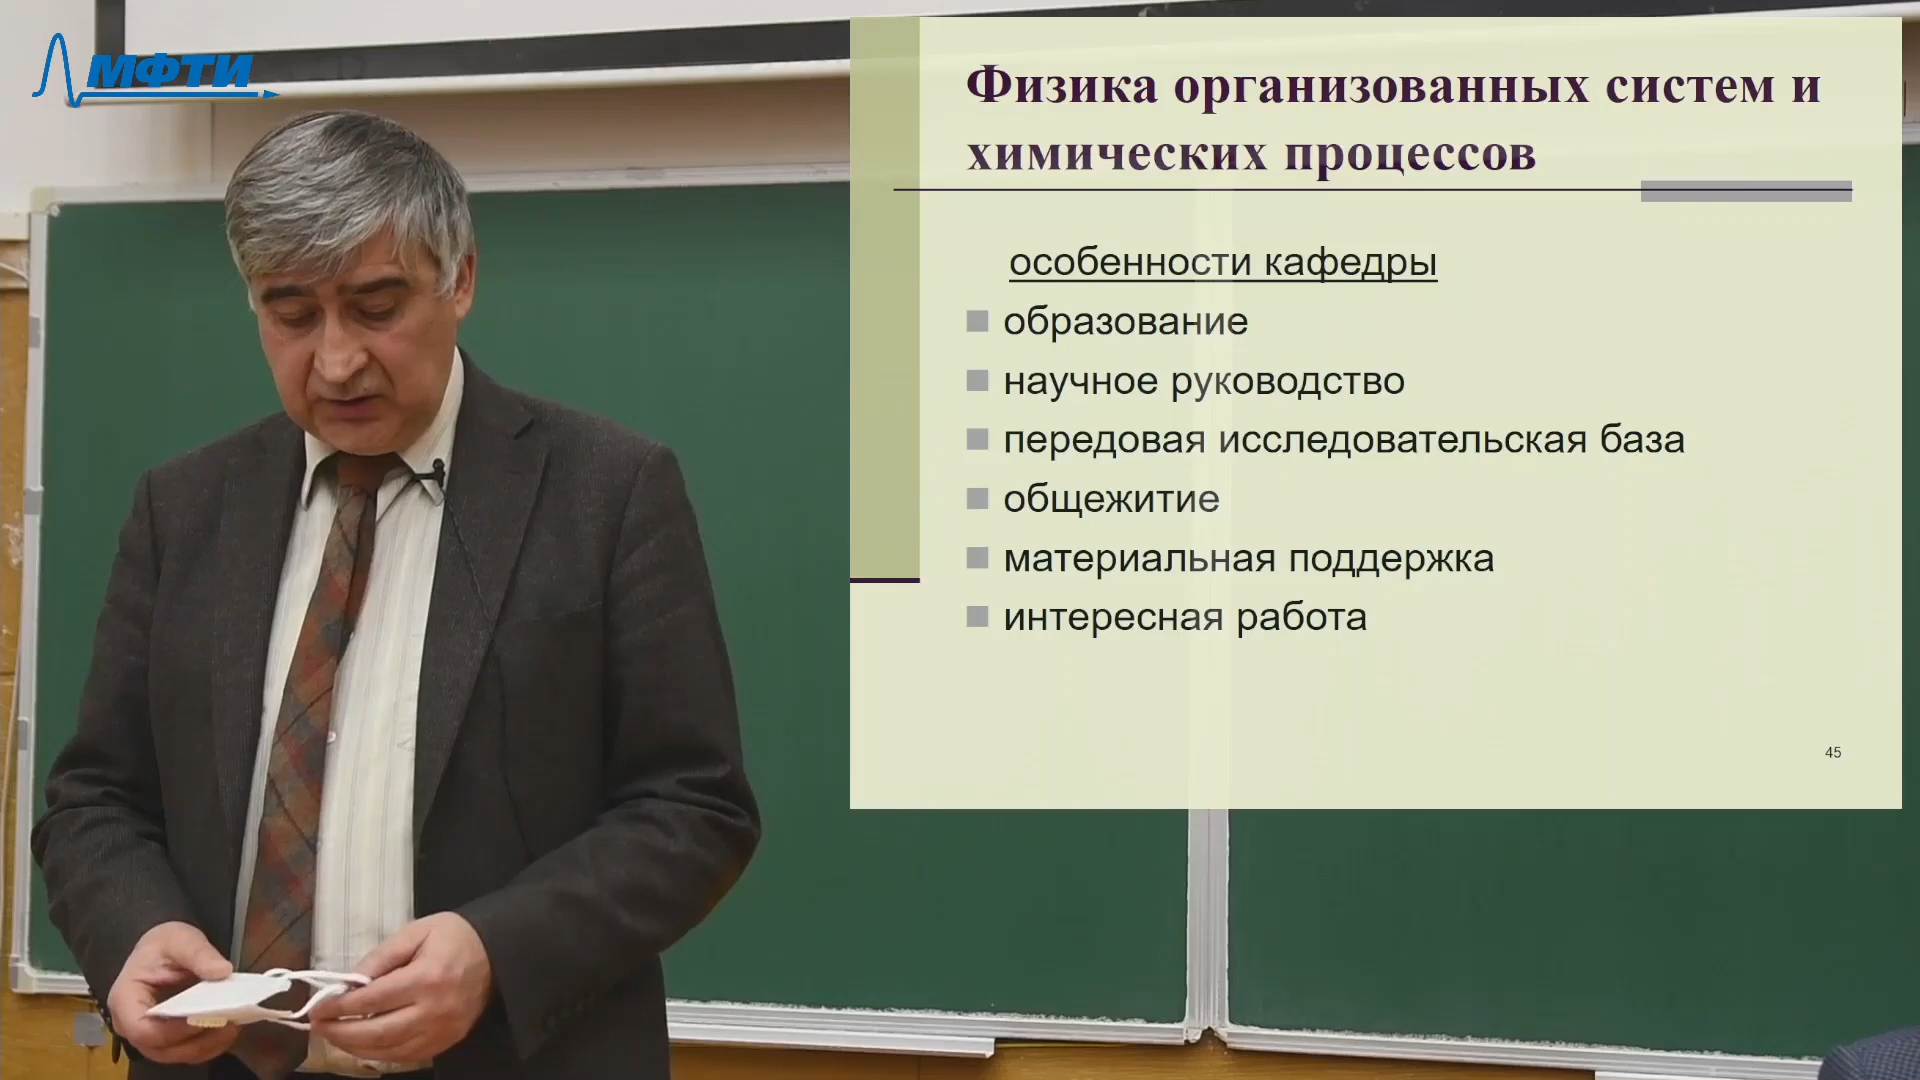 МФТИ
Физика организованных систем и
химических процессов
особенности кафедры
образование
научное руководство
передовая исследовательская база
общежитие
материальная поддержка
интересная работа
45